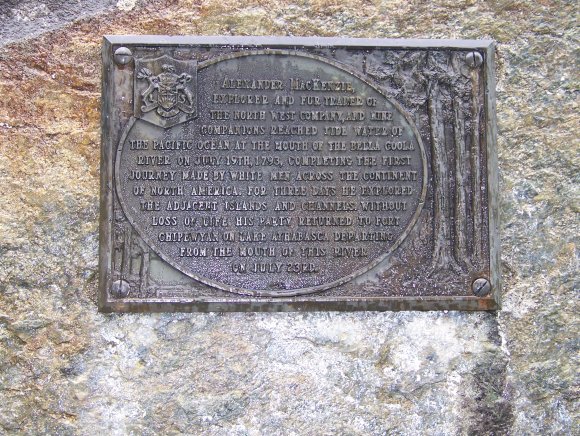 ALEXANDER MACKENZIE,
EXPLORER AND FUR TRADER OF
THE NORTH WEST COMPANY, AND NINE
COMPANIONS REACHED TIDE WATER OF
THE PACIFIC OCEAN AT THE MOUTH OF THE BELLA COOLA
RIVER ON JULY 19TH, 1793, COMPLETING THE FIRST
JOURNEY MADE BY WHITE MEN ACROSS THE CONTINENT
OF NORTH AMERICA. FOR THREE DAYS HE EXPLORED
THE ADJACENT ISLANDS AND CHANNELS. WITHOUT
LOSS OF LIFE HIS PARTY RETURNED TO FORT
CHIPEWYAN ON LAKE ATHABASCA, DEPARTING
FROM THE MOUTH OF THIS RIVER
ON JULY 23RD.